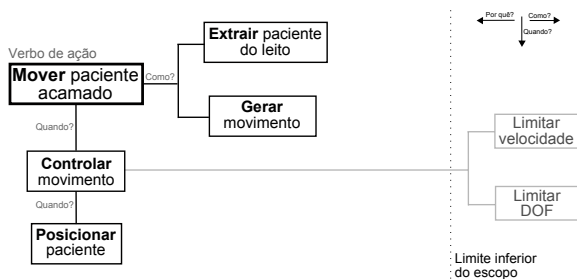 Por quê?
Como?
Quando?
Verbo de ação
Mover paciente
acamado
Como?
Extrair paciente
do leito
Gerar
movimento
Quando?
Controlar
movimento
Limitar
velocidade
Quando?
Posicionar
paciente
Limitar
DOF
Limite inferior
do escopo